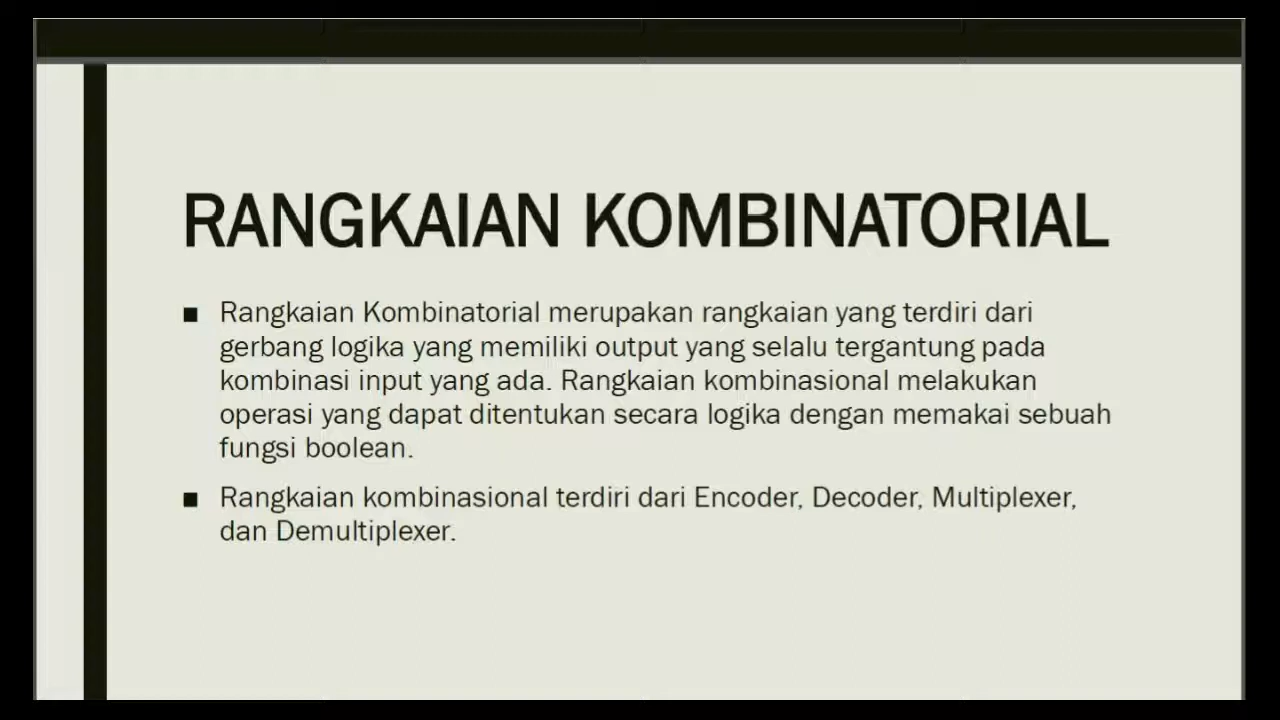 RANGKAIAN KOMBINATORIAL
■ Rangkaian Kombinatorial merupakan rangkaian yang terdiri dari
gerbang logika yang memiliki output yang selalu tergantung pada
kombinasi input yang ada. Rangkaian kombinasional melakukan
operasi yang dapat ditentukan secara logika dengan memakai sebuah
fungsi boolean.
■ Rangkaian kombinasional terdiri dari Encoder, Decoder, Multiplexer,
dan Demultiplexer.